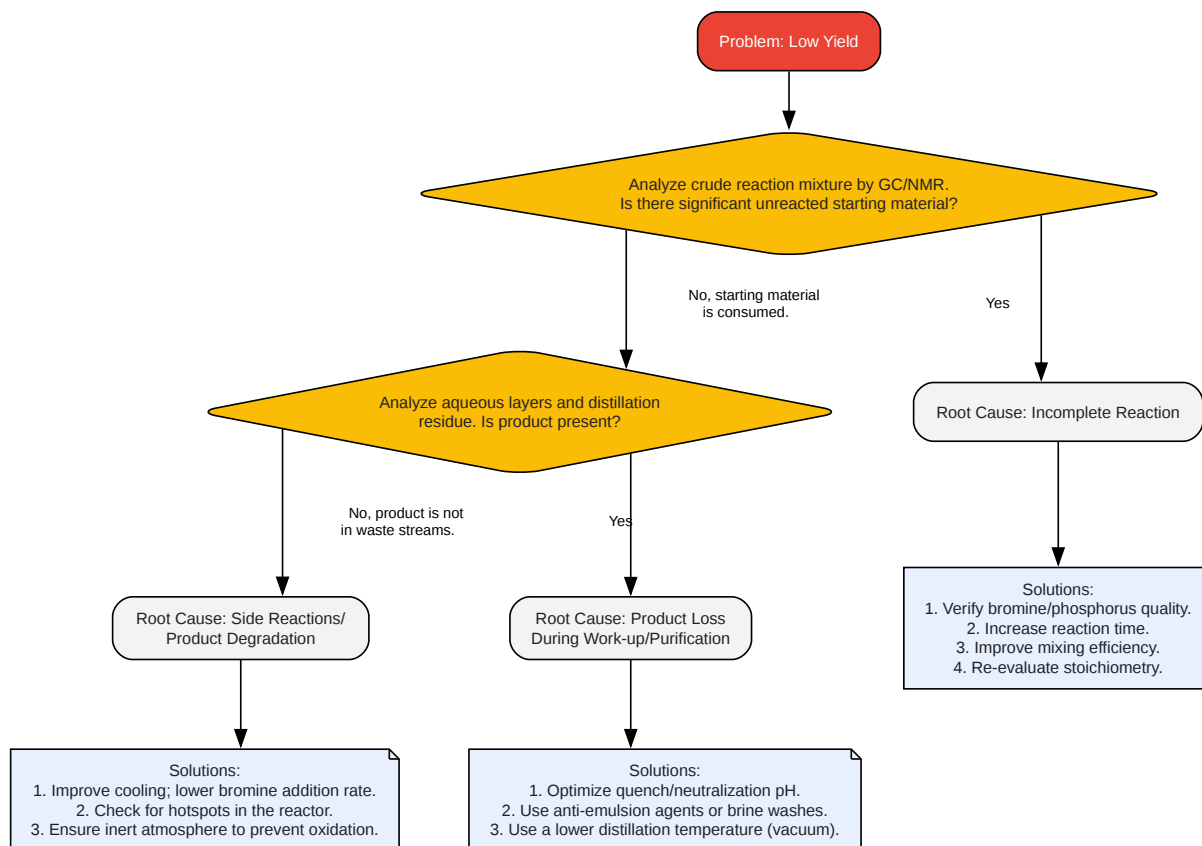 Problem: Low Yield
Analyze crude reaction mixture by GC/NMR.
Is there significant unreacted starting material?
No, starting material
is consumed.
Yes
Analyze aqueous layers and distillation
residue. Is product present?
Root Cause: Incomplete Reaction
No, product is not
in waste streams.
Yes
Solutions:
1. Verify bromine/phosphorus quality.
2. Increase reaction time.
3. Improve mixing efficiency.
4. Re-evaluate stoichiometry.
Root Cause: Side Reactions/
Product Degradation
Root Cause: Product Loss
During Work-up/Purification
Solutions:
1. Improve cooling; lower bromine addition rate.
2. Check for hotspots in the reactor.
3. Ensure inert atmosphere to prevent oxidation.
Solutions:
1. Optimize quench/neutralization pH.
2. Use anti-emulsion agents or brine washes.
3. Use a lower distillation temperature (vacuum).